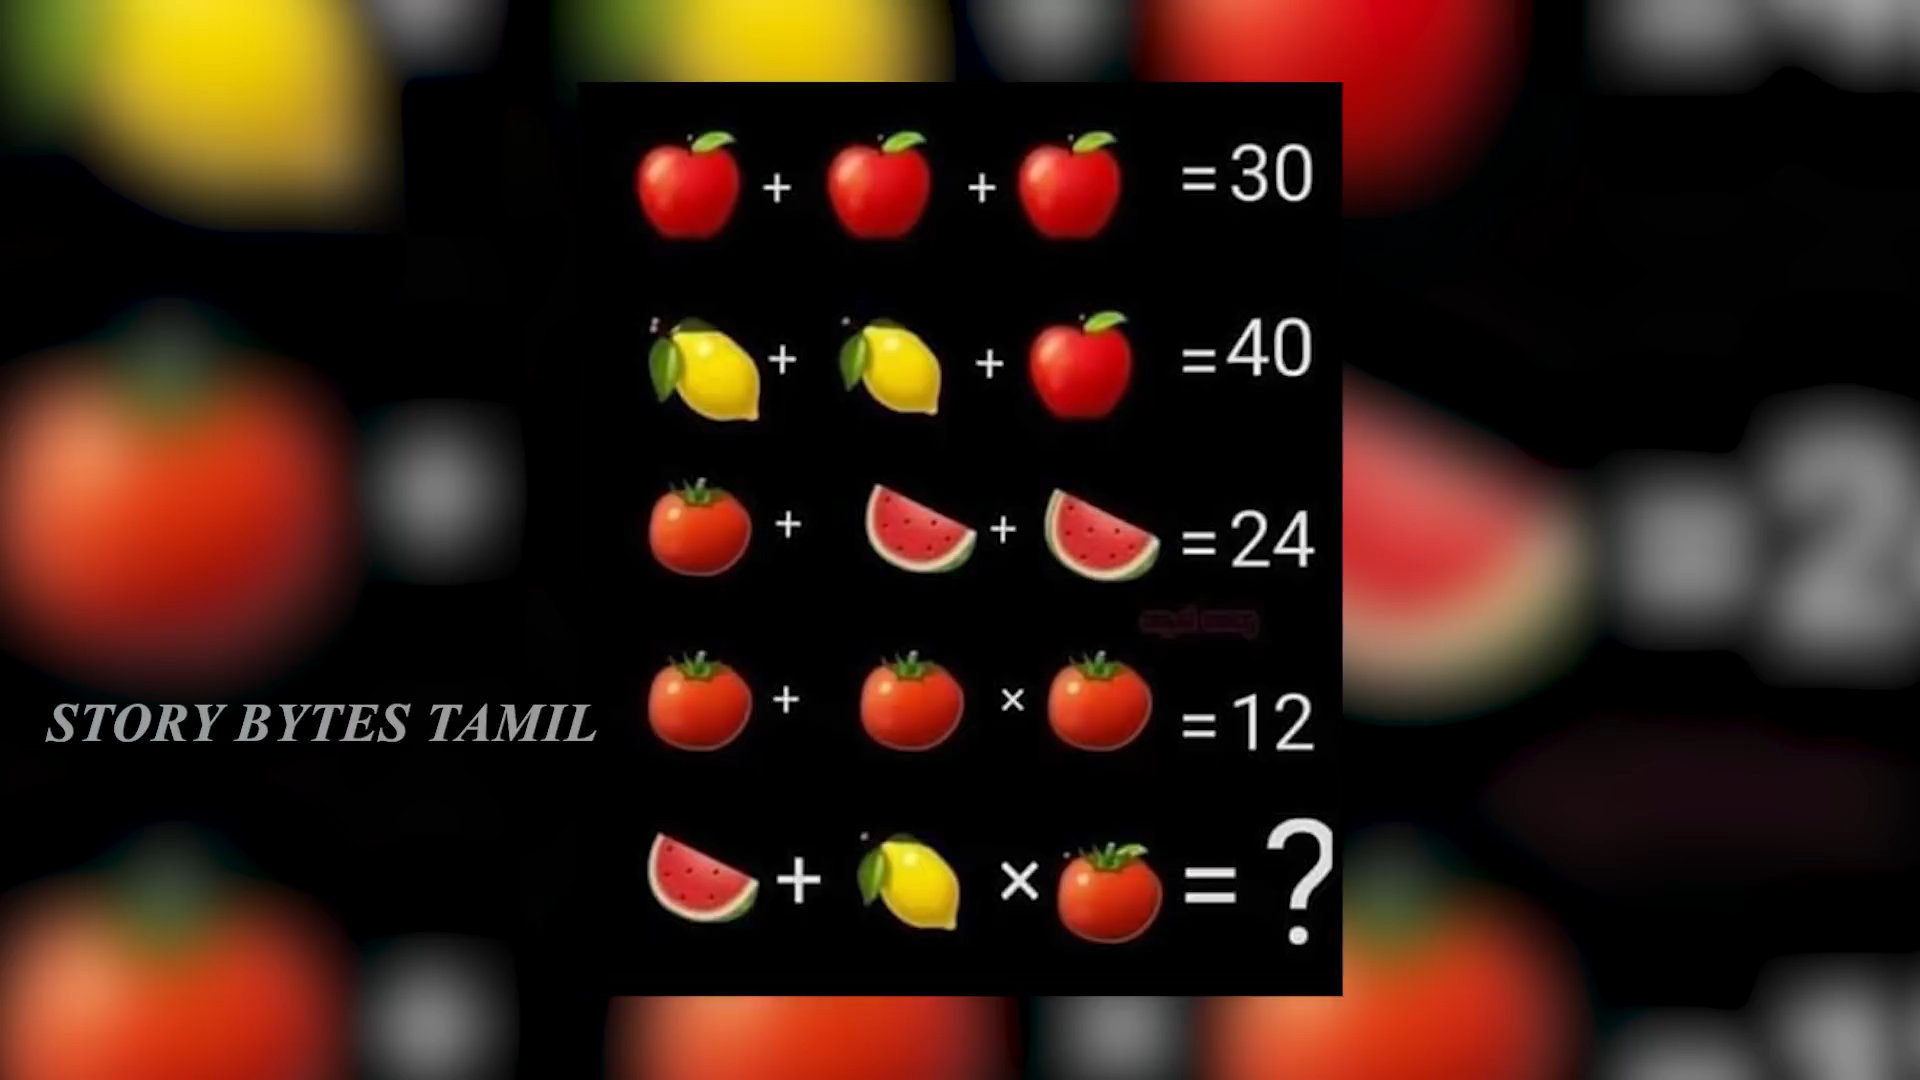 + + =30
+ + =40
+ + =24
+ × =12
STORY BYTES TAMIL
+ × =?